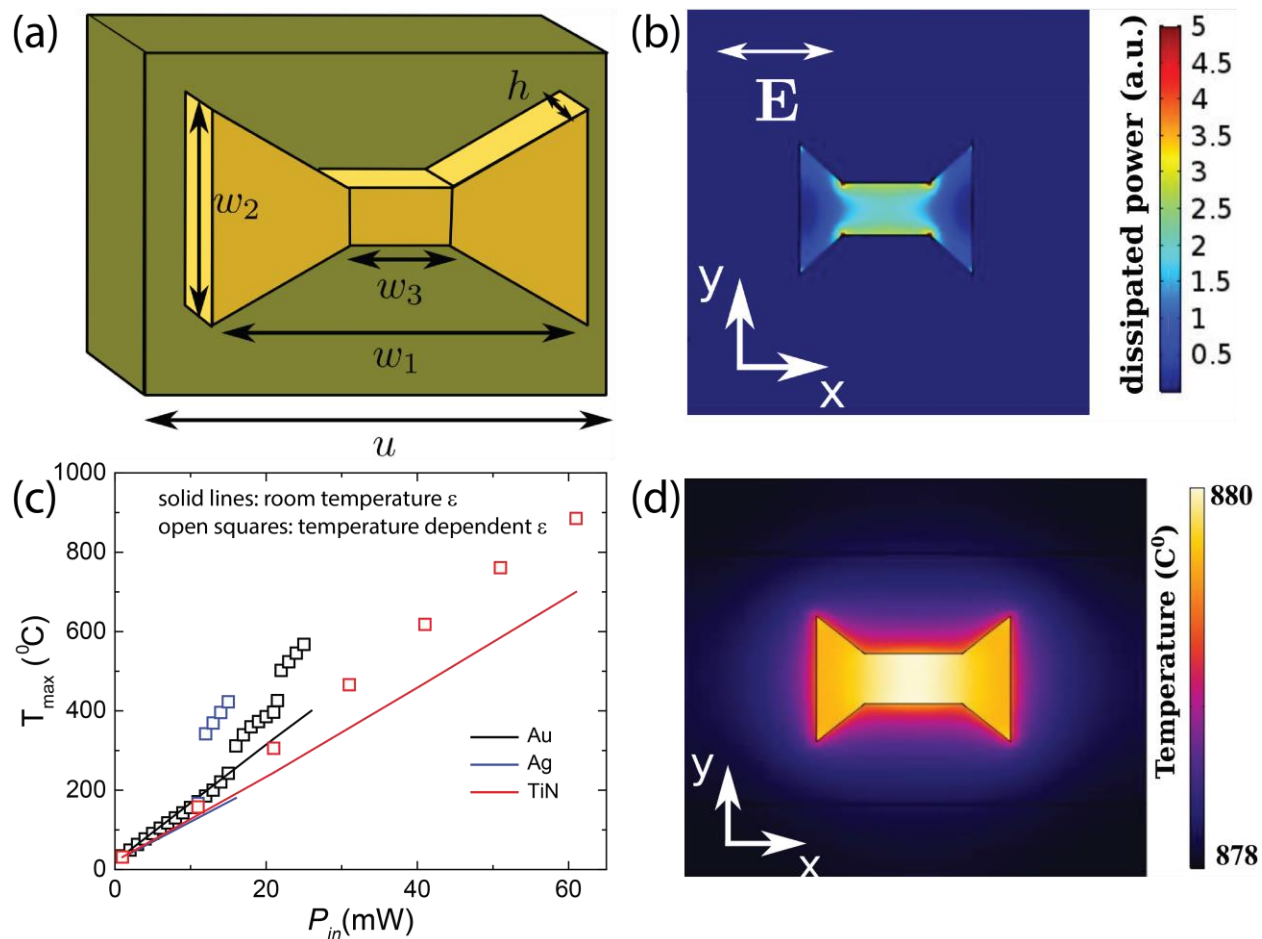 (a)
h
w₂
w₃
w₁
u
(b)
E
y
x
dissipated power (a.u.)
5
4.5
4
3.5
3
2.5
2
1.5
1
0.5
(c)
solid lines: room temperature ε
open squares: temperature dependent ε
T_max (⁰C)
1000
800
600
400
200
0
Au
Ag
TiN
0 20 40 60
P_in(mW)
(d)
y
x
Temperature (C⁰)
880
878